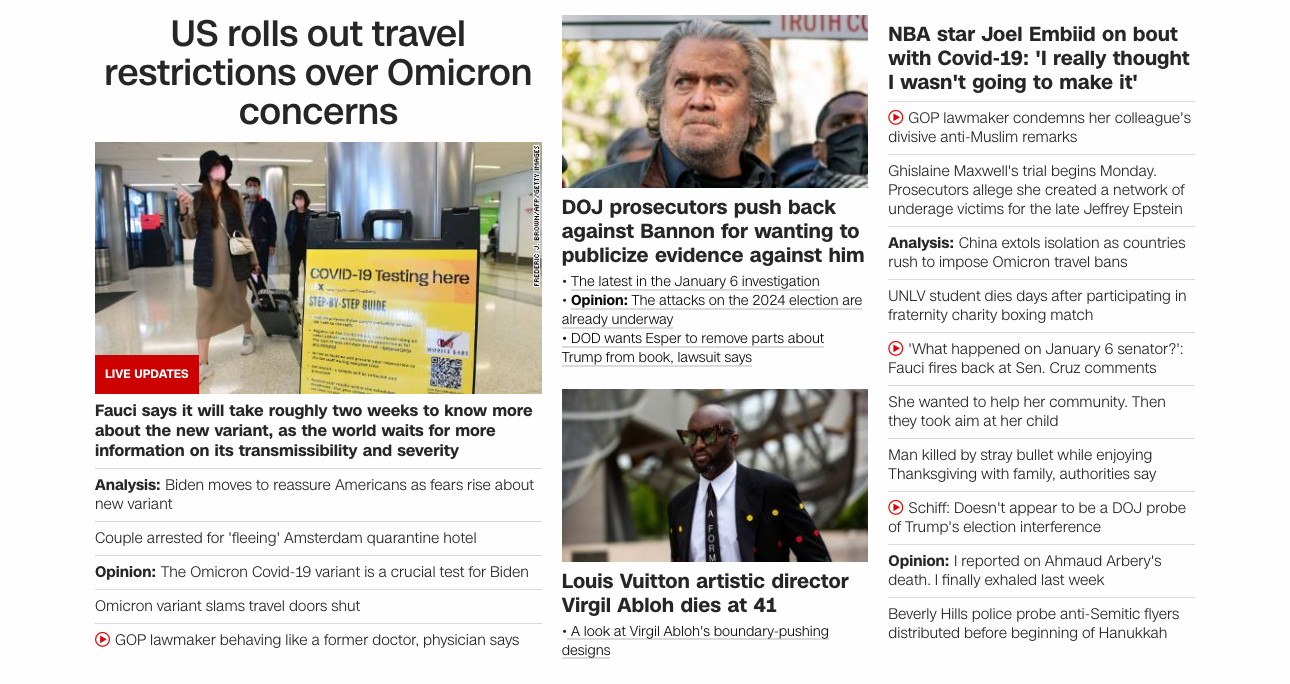 US rolls out travel
restrictions over Omicron
concerns
FREDERIC J. BROWN/AFP/GETTY IMAGES
COVID-19 Testing here
STEP-BY-STEP GUIDE
LIVE UPDATES
Fauci says it will take roughly two weeks to know more
about the new variant, as the world waits for more
information on its transmissibility and severity
Analysis: Biden moves to reassure Americans as fears rise about
new variant
Couple arrested for 'fleeing' Amsterdam quarantine hotel
Opinion: The Omicron Covid-19 variant is a crucial test for Biden
Omicron variant slams travel doors shut
GOP lawmaker behaving like a former doctor, physician says
TRUTH CO
DOJ prosecutors push back
against Bannon for wanting to
publicize evidence against him
• The latest in the January 6 investigation
• Opinion: The attacks on the 2024 election are
already underway
• DOD wants Esper to remove parts about
Trump from book, lawsuit says
A FORM
Louis Vuitton artistic director
Virgil Abloh dies at 41
• A look at Virgil Abloh's boundary-pushing
designs
NBA star Joel Embiid on bout
with Covid-19: 'I really thought
I wasn't going to make it'
GOP lawmaker condemns her colleague's
divisive anti-Muslim remarks
Ghislaine Maxwell's trial begins Monday.
Prosecutors allege she created a network of
underage victims for the late Jeffrey Epstein
Analysis: China extols isolation as countries
rush to impose Omicron travel bans
UNLV student dies days after participating in
fraternity charity boxing match
'What happened on January 6 senator?':
Fauci fires back at Sen. Cruz comments
She wanted to help her community. Then
they took aim at her child
Man killed by stray bullet while enjoying
Thanksgiving with family, authorities say
Schiff: Doesn't appear to be a DOJ probe
of Trump's election interference
Opinion: I reported on Ahmaud Arbery's
death. I finally exhaled last week
Beverly Hills police probe anti-Semitic flyers
distributed before beginning of Hanukkah